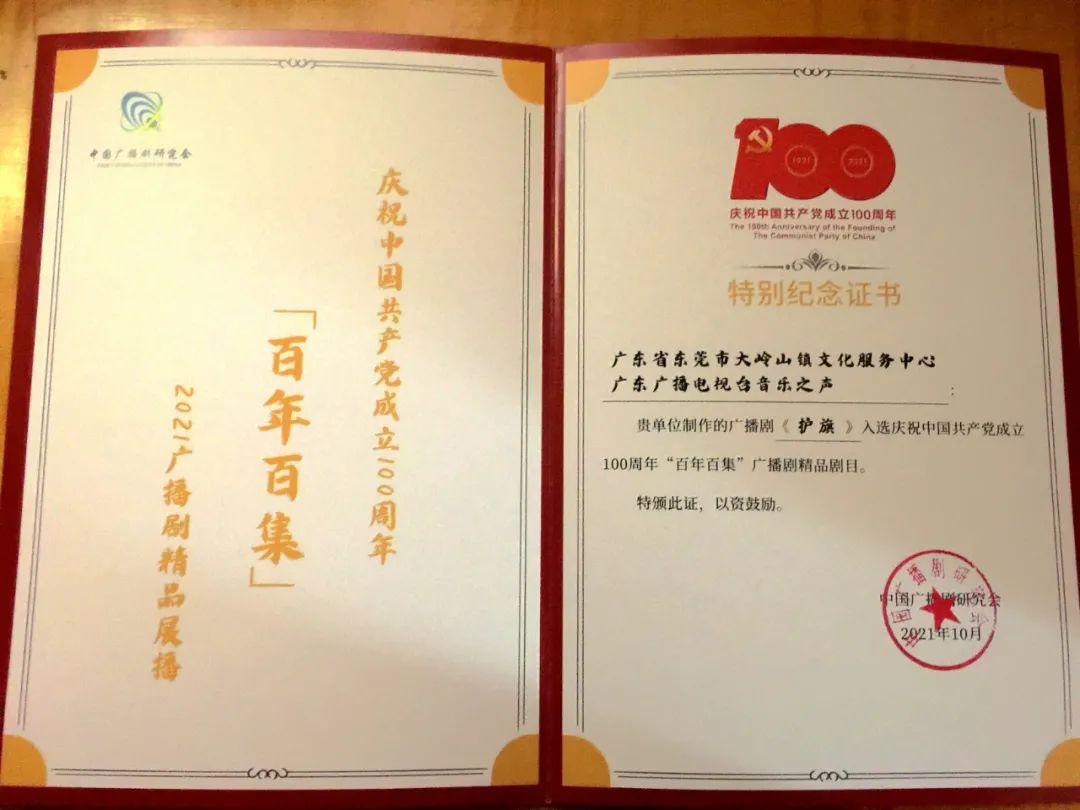 中国广播剧研究会
庆祝中国共产党成立100周年
「百年百集」
2021广播剧精品展播
100
1921
2021
庆祝中国共产党成立100周年
The 100th Anniversary of the Founding of
The Communist Party of China
特别纪念证书
广东省东莞市大岭山镇文化服务中心
广东广播电视台音乐之声
:
贵单位制作的广播剧《 护旗 》入选庆祝中国共产党成立
100周年“百年百集”广播剧精品剧目。
特颁此证，以资鼓励。
中国广播剧研究会
2021年10月
中国广播剧研究会